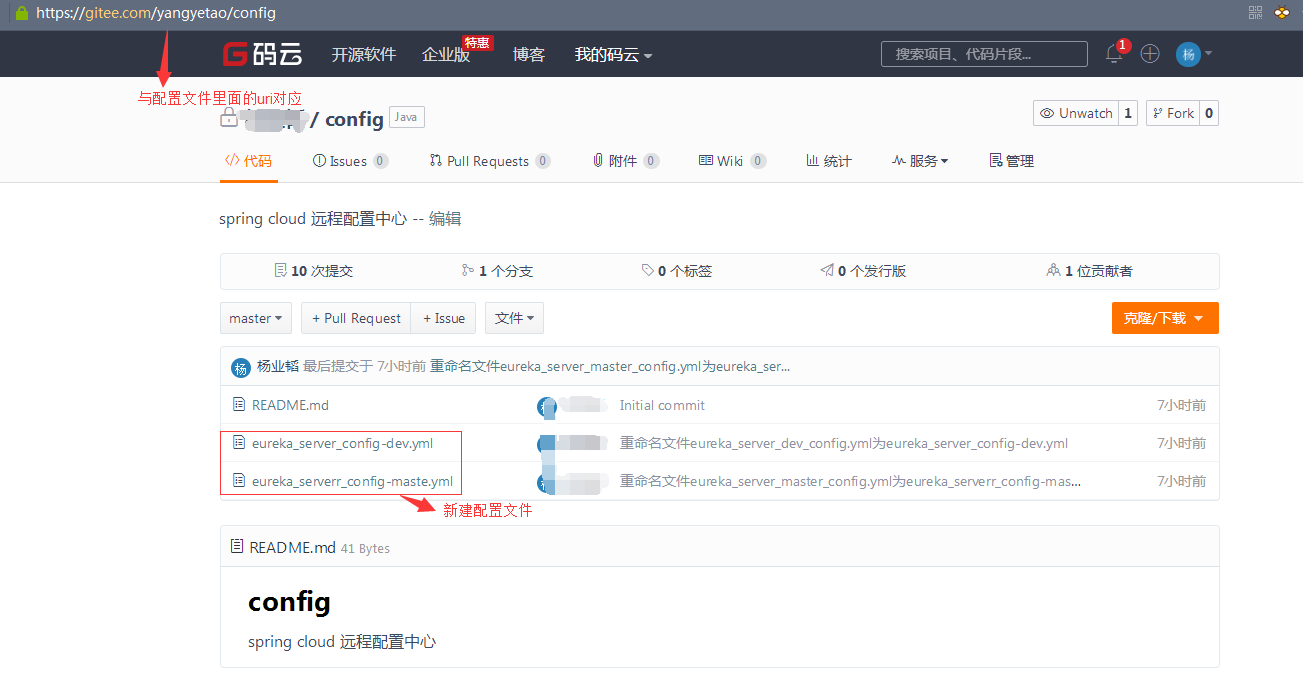 https://gitee.com/yangyetao/config
G码云 开源软件 企业版 特惠 博客 我的码云 搜索项目、代码片段... 1 杨
与配置文件里面的uri对应
/ config Java Unwatch 1 Fork 0
代码 Issues 0 Pull Requests 0 附件 0 Wiki 0 统计 服务 管理
spring cloud 远程配置中心 -- 编辑
10 次提交 1 个分支 0 个标签 0 个发行版 1 位贡献者
master + Pull Request + Issue 文件 克隆/下载
杨 杨业韬 最后提交于 7小时前 重命名文件eureka_server_master_config.yml为eureka_ser...
README.md Initial commit 7小时前
eureka_server_config-dev.yml 重命名文件eureka_server_dev_config.yml为eureka_server_config-dev.yml 7小时前
eureka_serverr_config-maste.yml 重命名文件eureka_server_master_config.yml为eureka_serverr_config-mas... 7小时前
新建配置文件
README.md 41 Bytes
config
spring cloud 远程配置中心